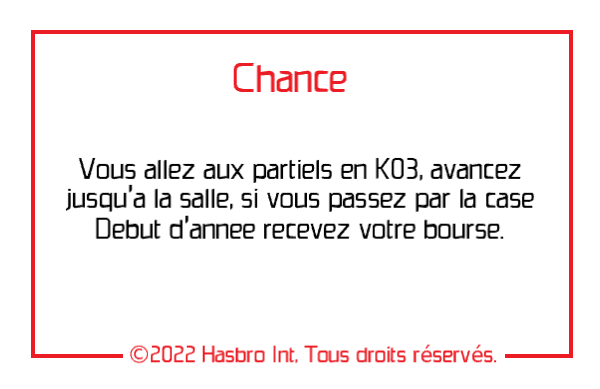 Chance
Vous allez aux partiels en K03, avancez
jusqu'a la salle, si vous passez par la case
Debut d'annee recevez votre bourse.
©2022 Hasbro Int. Tous droits réservés.